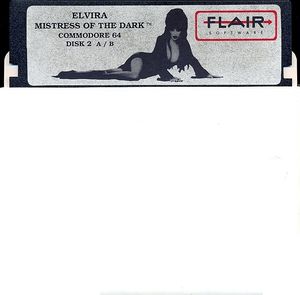 ELVIRA
MISTRESS OF THE DARK™
COMMODORE 64
DISK 2 A / B
FLAIR
SOFTWARE